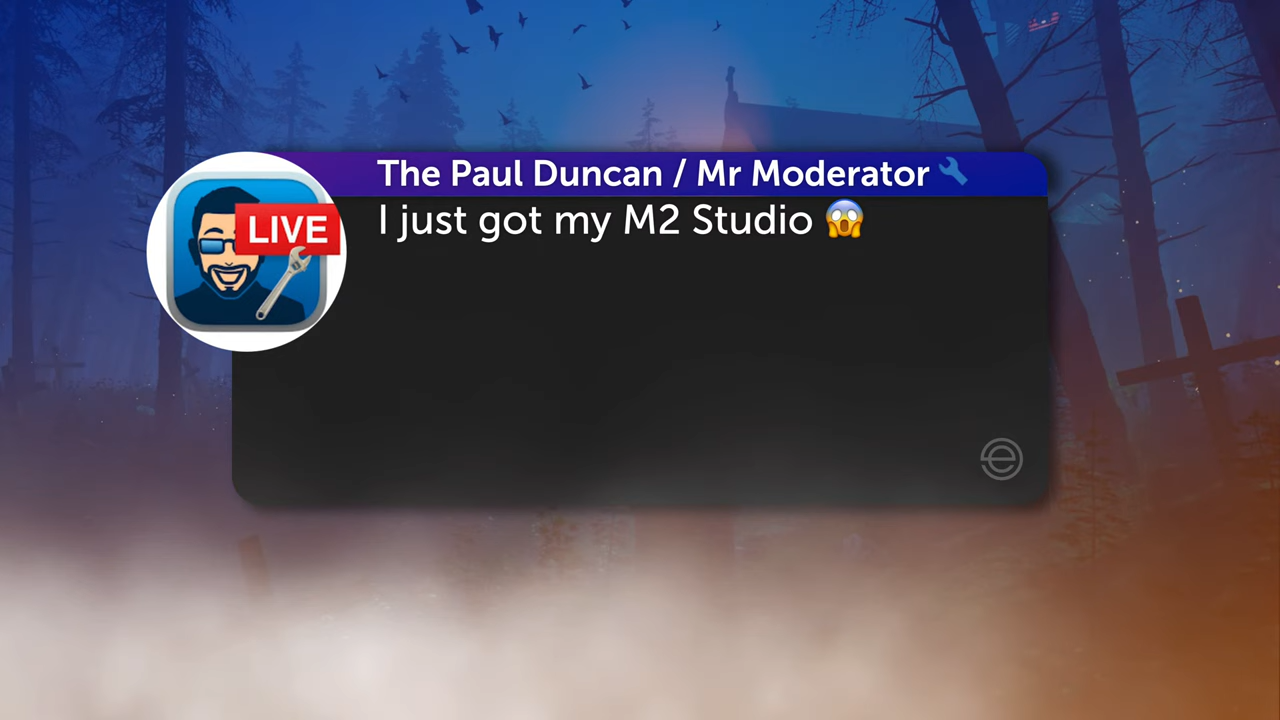 The Paul Duncan / Mr Moderator 🔧
I just got my M2 Studio 😱
LIVE